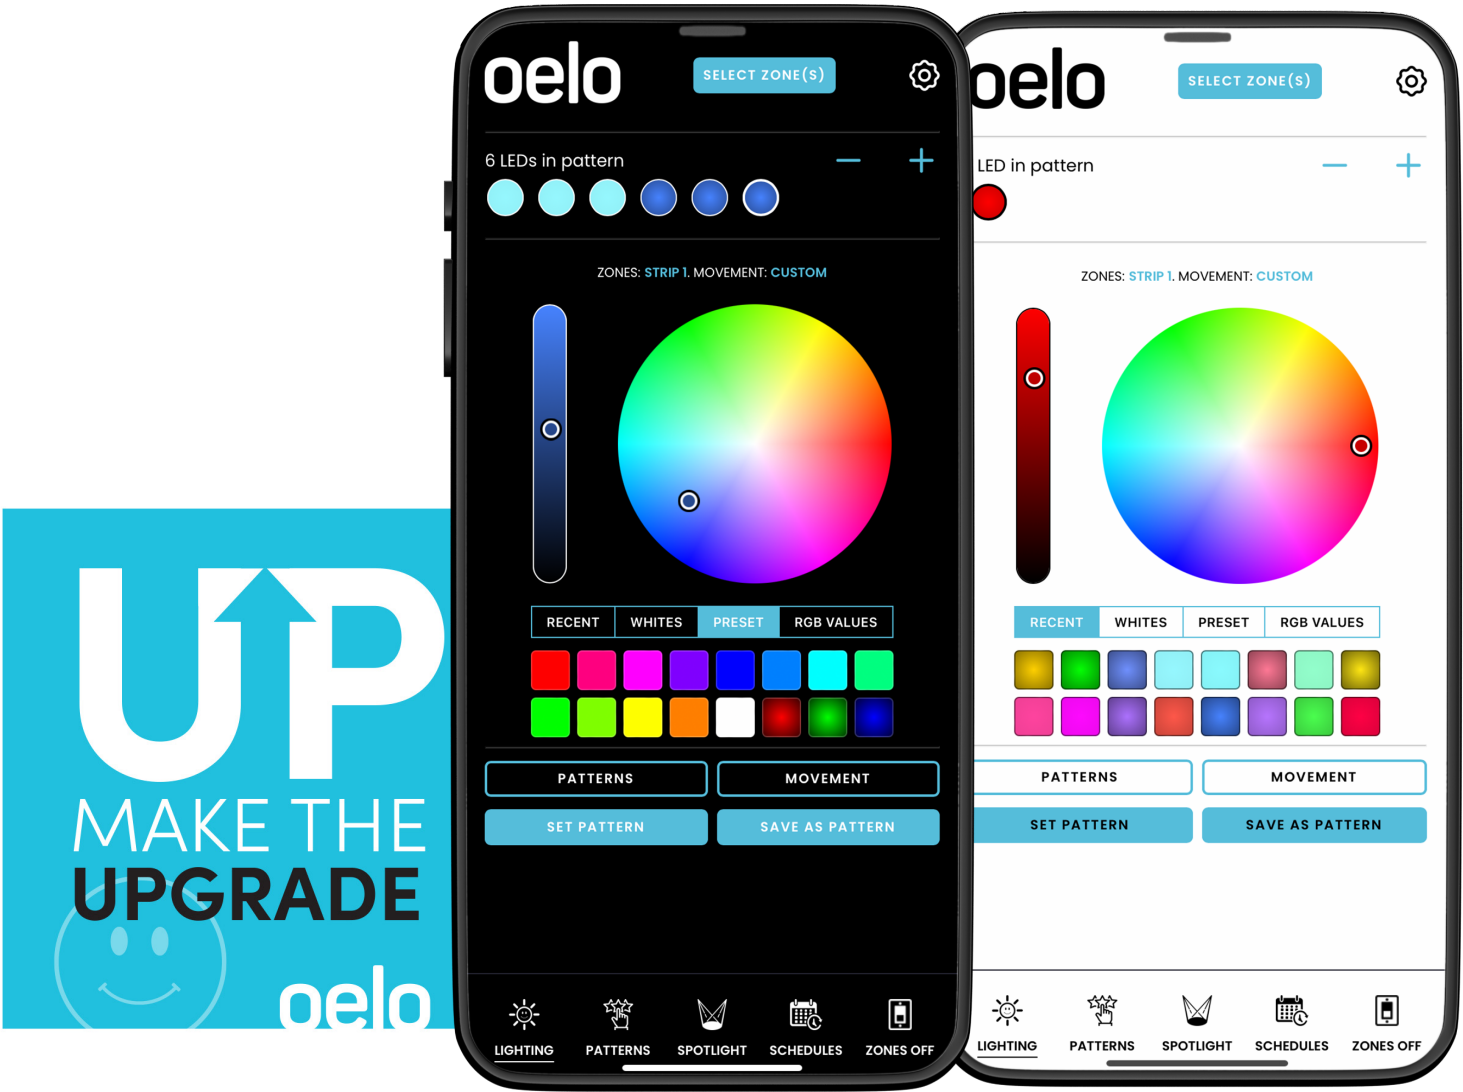 UP
MAKE THE
UPGRADE
oelo
oelo
SELECT ZONE(S)
6 LEDs in pattern
ZONES: STRIP 1. MOVEMENT: CUSTOM
RECENT WHITES PRESET RGB VALUES
PATTERNS MOVEMENT
SET PATTERN SAVE AS PATTERN
LIGHTING PATTERNS SPOTLIGHT SCHEDULES ZONES OFF
oelo
SELECT ZONE(S)
LED in pattern
ZONES: STRIP 1. MOVEMENT: CUSTOM
RECENT WHITES PRESET RGB VALUES
PATTERNS MOVEMENT
SET PATTERN SAVE AS PATTERN
LIGHTING PATTERNS SPOTLIGHT SCHEDULES ZONES OFF